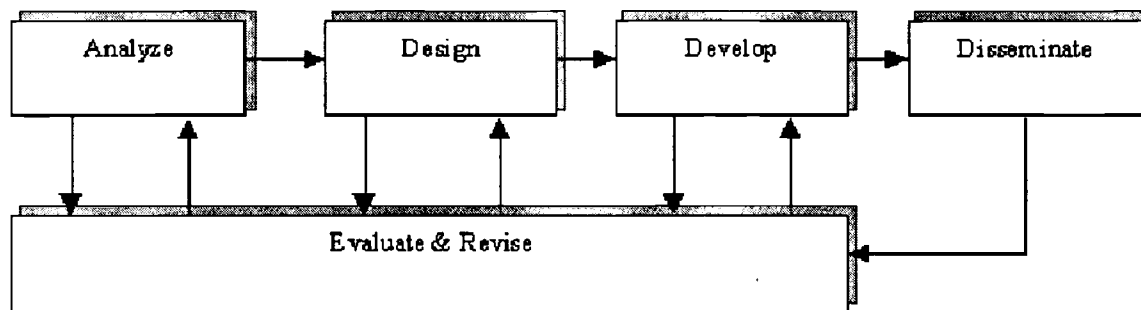 Analyze
Design
Develop
Disseminate
Evaluate & Revise